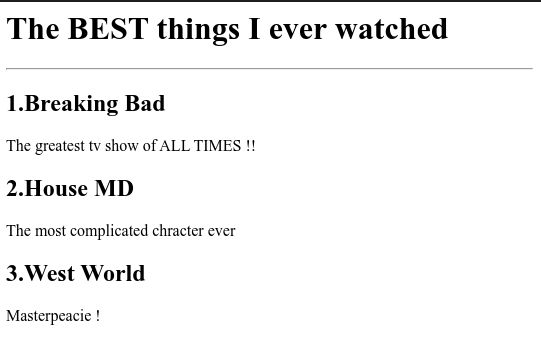 The BEST things I ever watched
1.Breaking Bad
The greatest tv show of ALL TIMES !!
2.House MD
The most complicated chracter ever
3.West World
Masterpeacie !